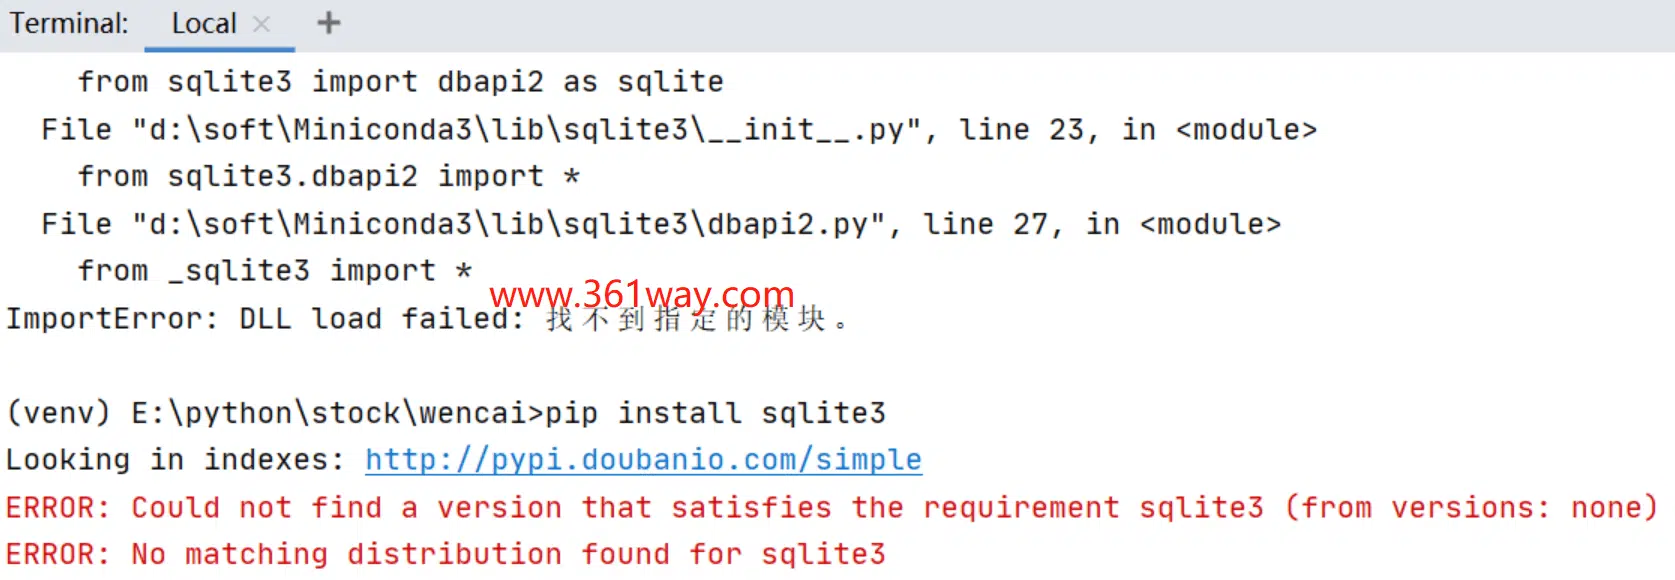 Terminal: Local × +
from sqlite3 import dbapi2 as sqlite
File "d:\soft\Miniconda3\lib\sqlite3\__init__.py", line 23, in <module>
from sqlite3.dbapi2 import *
File "d:\soft\Miniconda3\lib\sqlite3\dbapi2.py", line 27, in <module>
from _sqlite3 import *
www.361way.com
ImportError: DLL load failed: 找不到指定的模块。
(venv) E:\python\stock\wencai>pip install sqlite3
Looking in indexes: http://pypi.doubanio.com/simple
ERROR: Could not find a version that satisfies the requirement sqlite3 (from versions: none)
ERROR: No matching distribution found for sqlite3